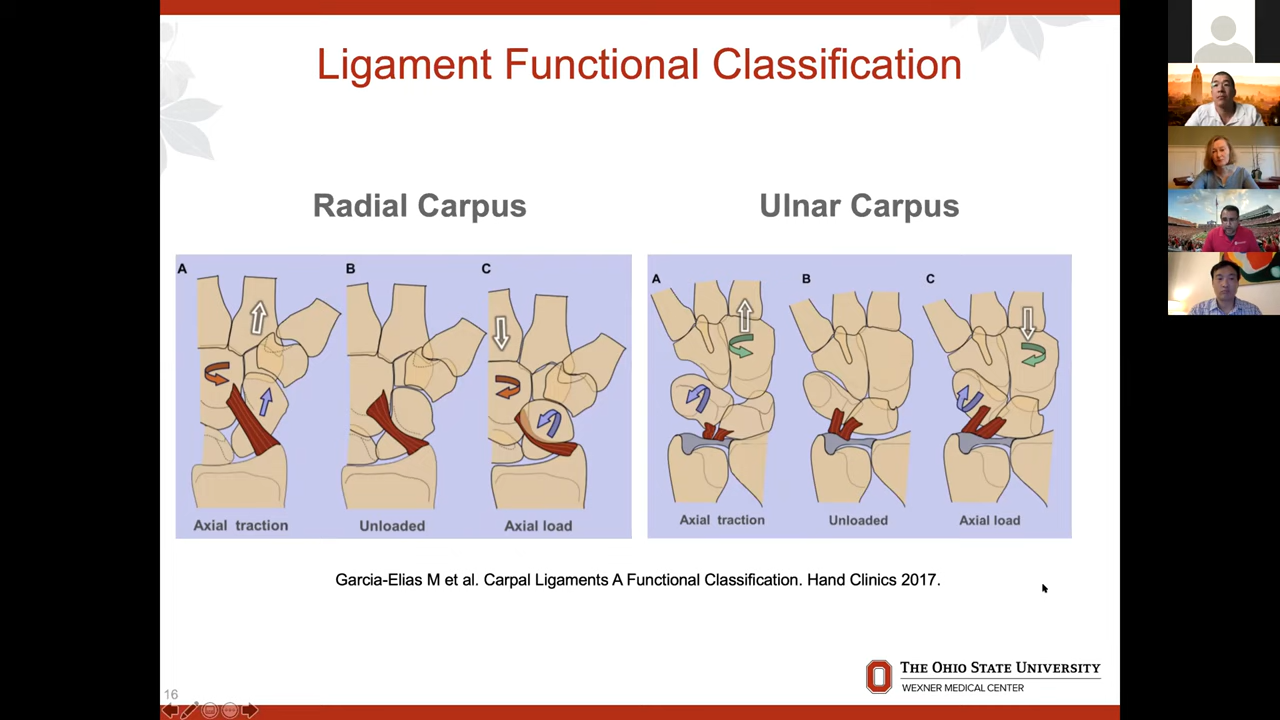 Ligament Functional Classification
Radial Carpus
Ulnar Carpus
A
B
C
Axial traction
Unloaded
Axial load
A
B
C
Axial traction
Unloaded
Axial load
Garcia-Elias M et al. Carpal Ligaments A Functional Classification. Hand Clinics 2017.
THE OHIO STATE UNIVERSITY
WEXNER MEDICAL CENTER
16